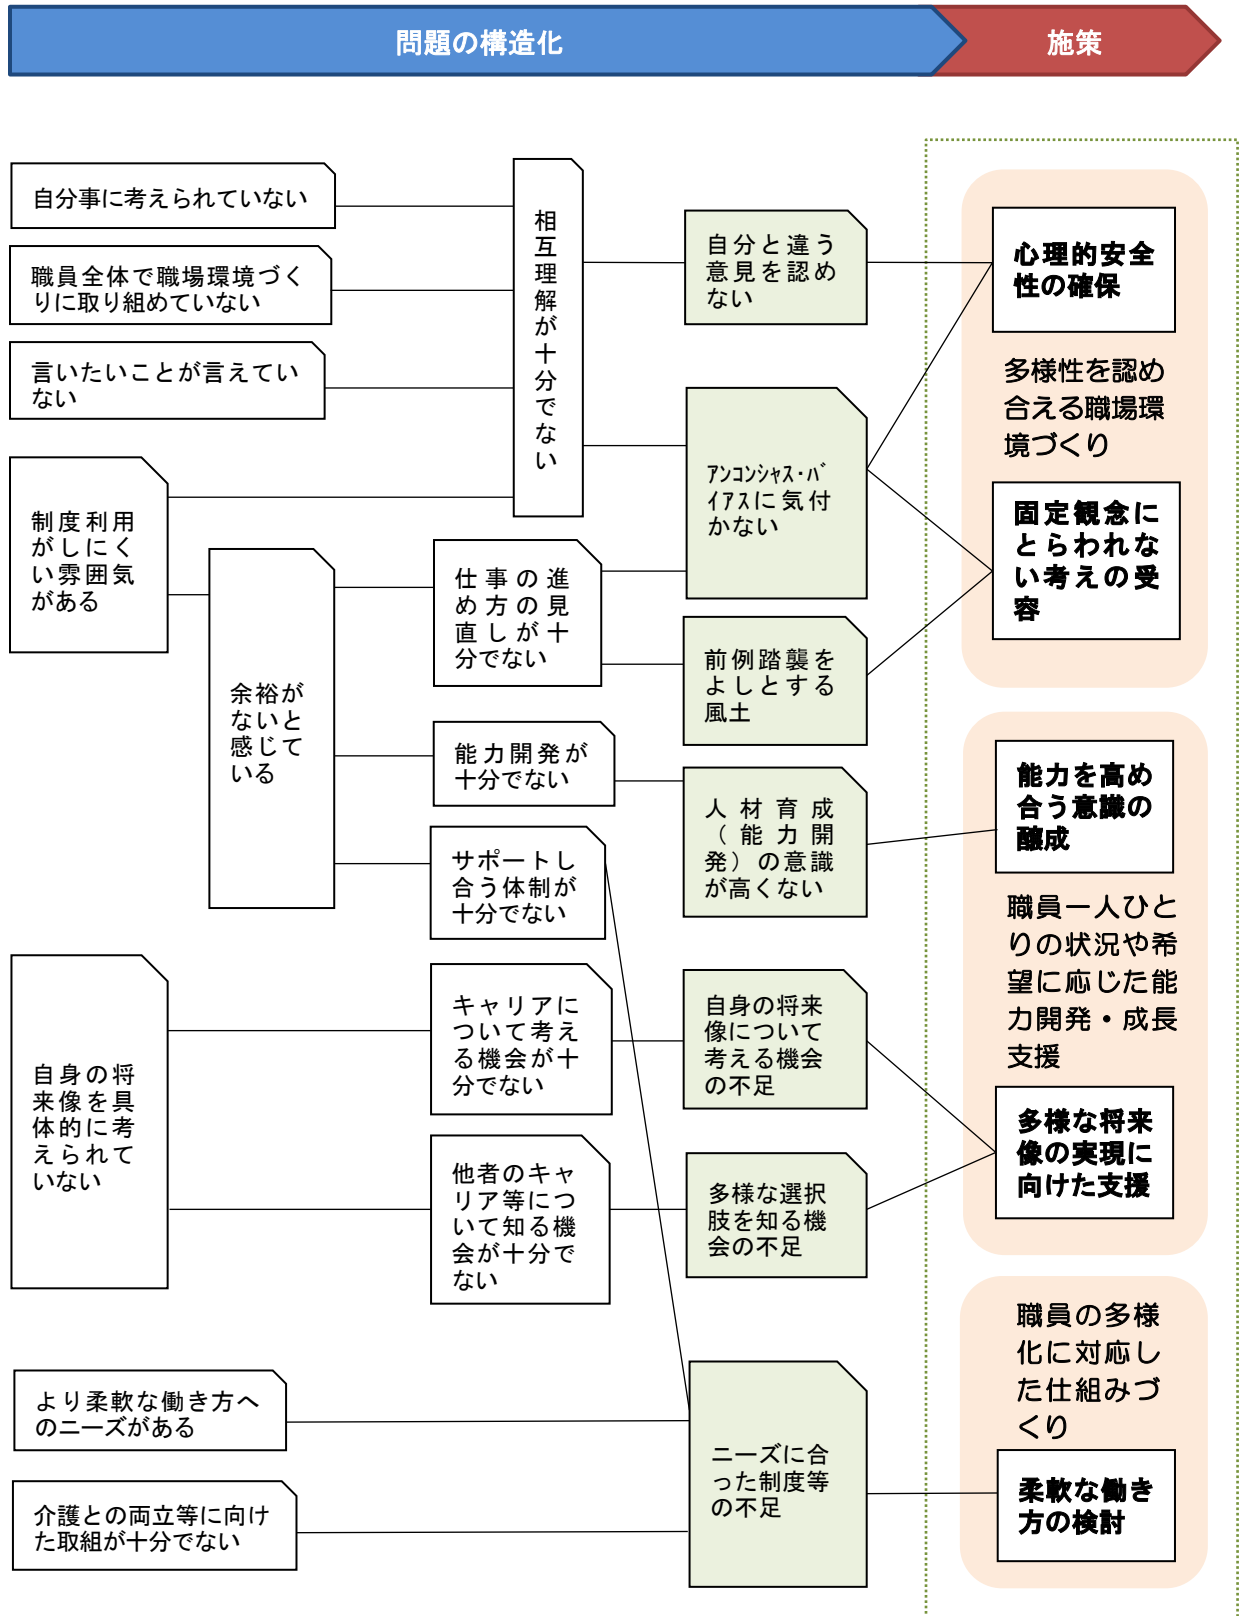 問題の構造化
施策
自分事に考えられていない
職員全体で職場環境づく
りに取り組めていない
言いたいことが言えてい
ない
制度利用
がしにく
い雰囲気
がある
相互理解が十分でない
余裕が
ないと
感じて
いる
仕事の進
め方の見
直しが十
分でない
能力開発が
十分でない
サポートし
合う体制が
十分でない
自分と違う
意見を認め
ない
アンコンシャス・バ
イアスに気付
かない
前例踏襲を
よしとする
風土
人材育成
（能力開
発）の意識
が高くない
心理的安全
性の確保
多様性を認め
合える職場環
境づくり
固定観念に
とらわれな
い考えの受
容
能力を高め
合う意識の
醸成
職員一人ひと
りの状況や希
望に応じた能
力開発・成長
支援
多様な将来
像の実現に
向けた支援
自身の将
来像を具
体的に考
えられて
いない
キャリアに
ついて考え
る機会が十
分でない
他者のキャ
リア等につ
いて知る機
会が十分で
ない
自身の将来
像について
考える機会
の不足
多様な選択
肢を知る機
会の不足
より柔軟な働き方へ
のニーズがある
介護との両立等に向け
た取組が十分でない
ニーズに合
った制度等
の不足
職員の多様
化に対応し
た仕組みづ
くり
柔軟な働き
方の検討